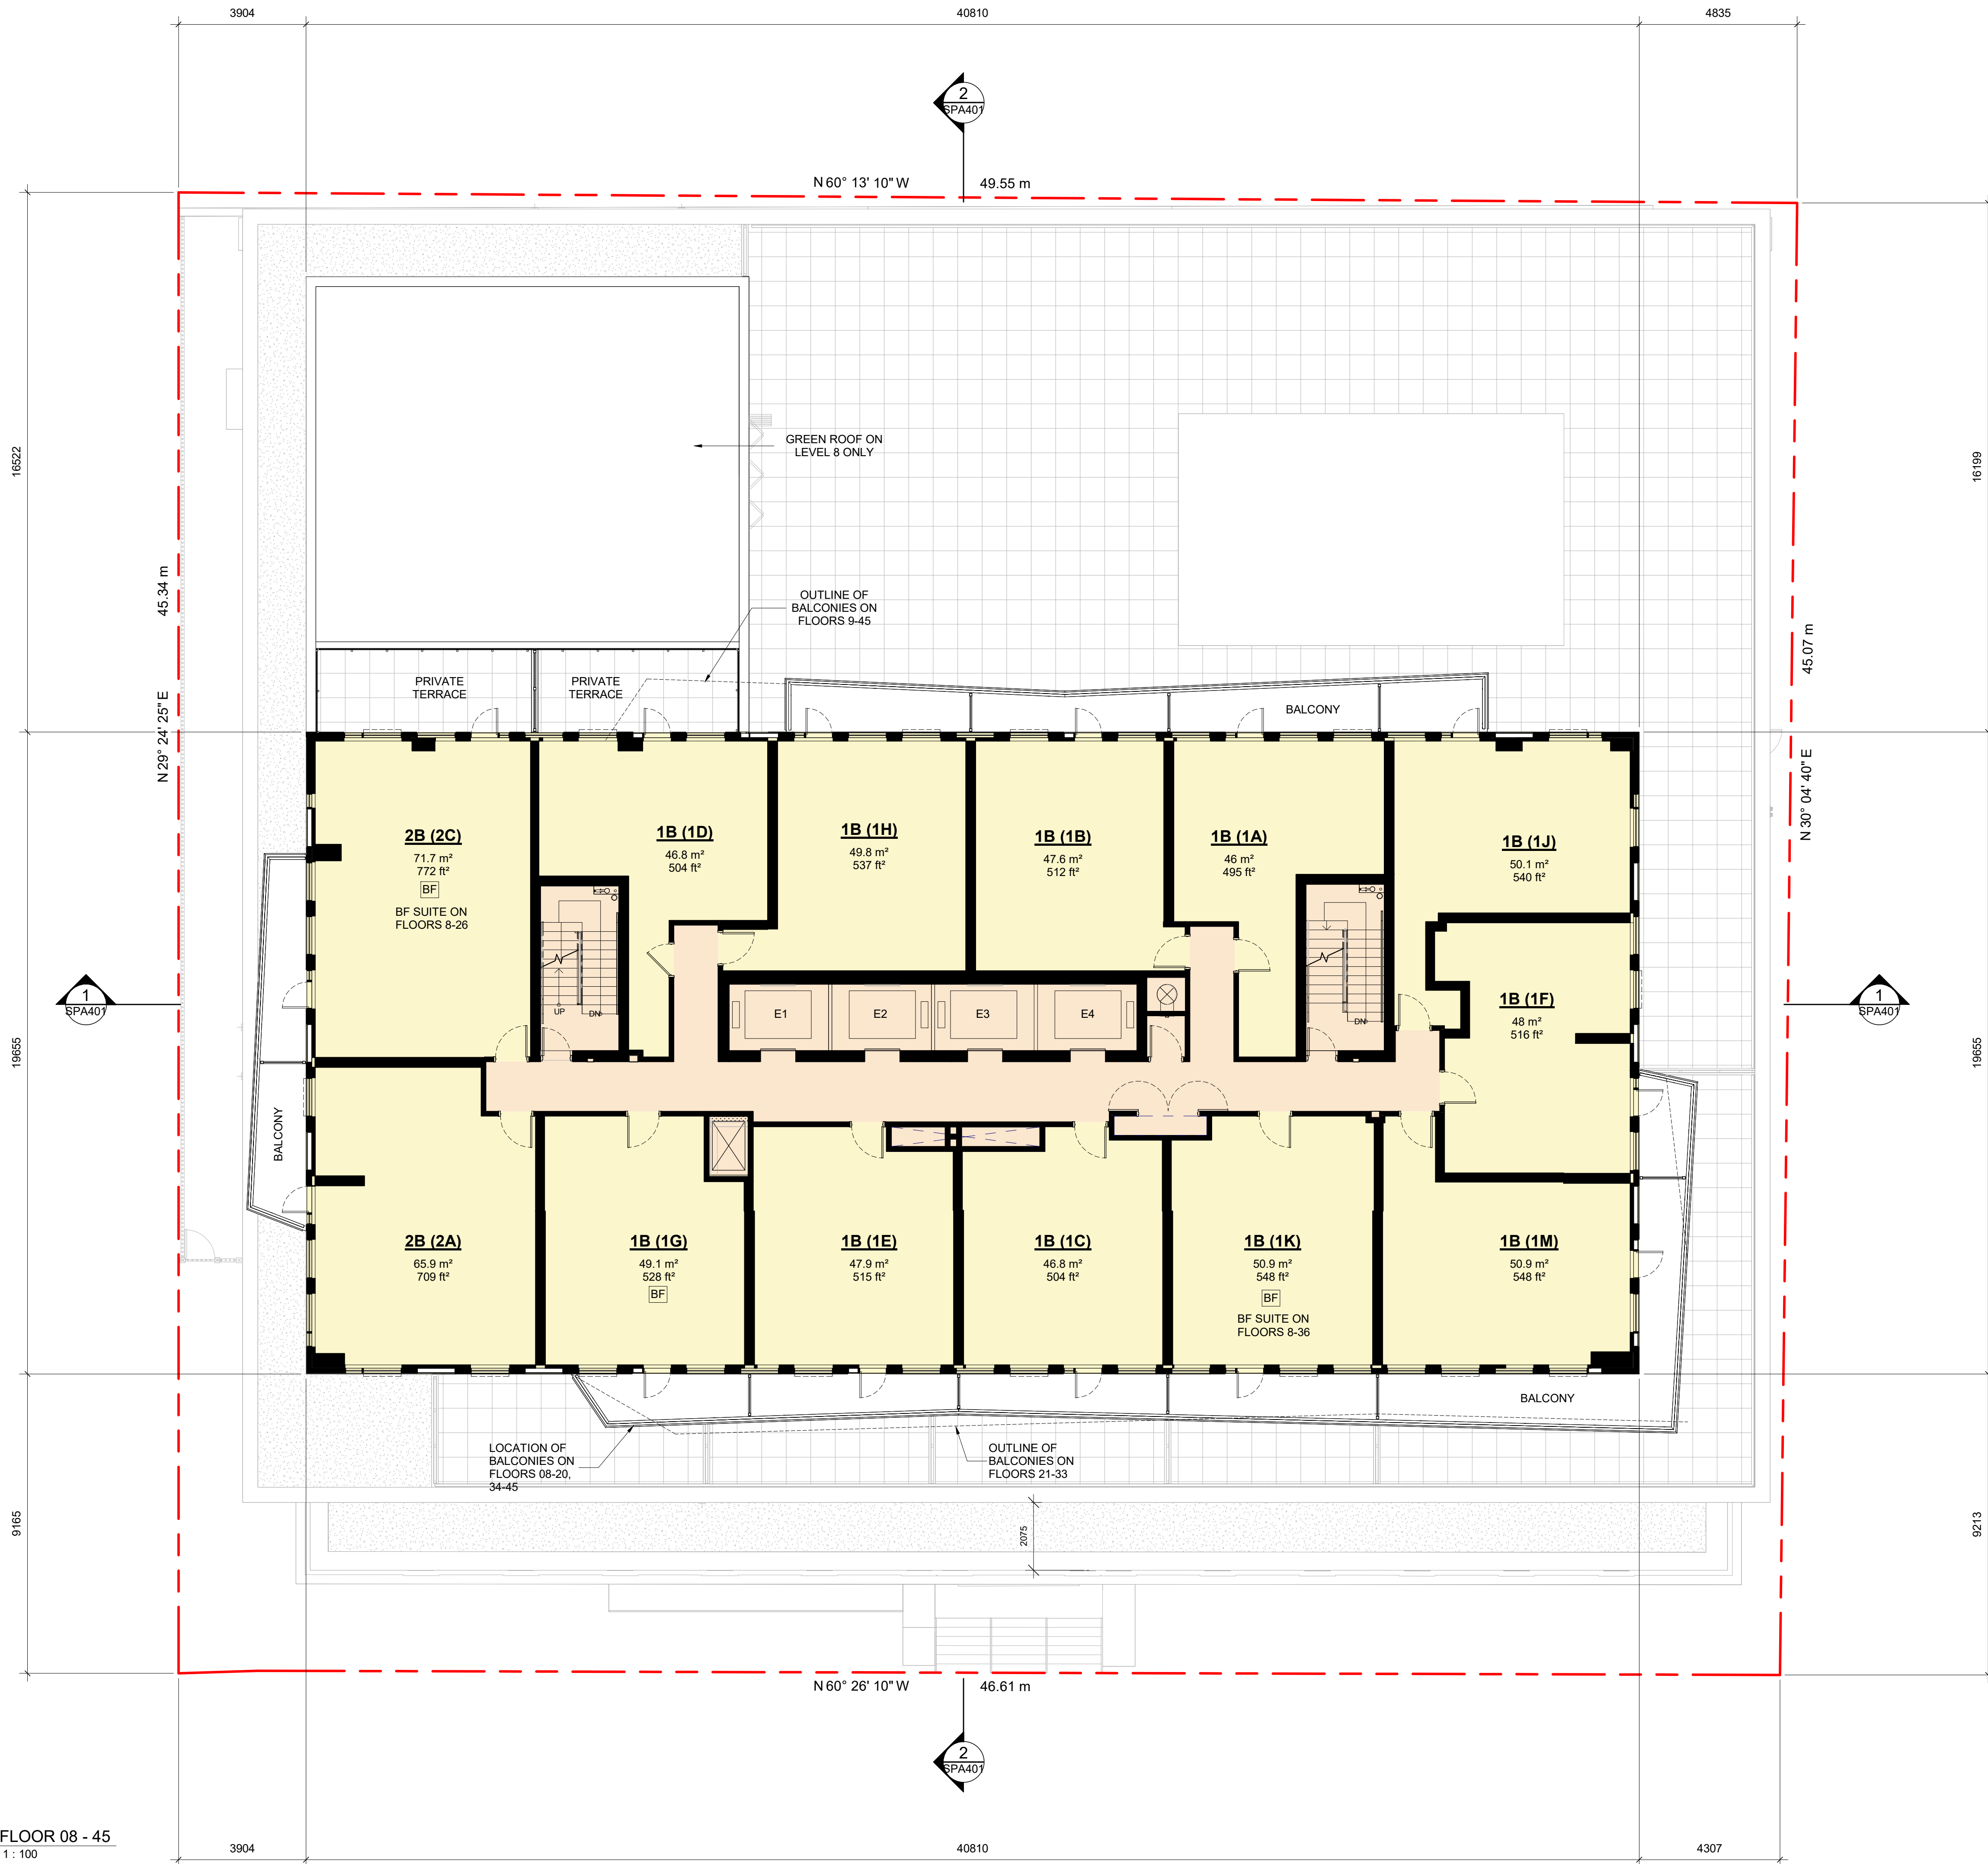 3904
40810
4835
2
SPA401
N 60° 13' 10" W
49.55 m
16522
16199
GREEN ROOF ON
LEVEL 8 ONLY
45.34 m
N 29° 24' 25" E
OUTLINE OF
BALCONIES ON
FLOORS 9-45
45.07 m
N 30° 04' 40" E
PRIVATE
TERRACE
PRIVATE
TERRACE
BALCONY
2B (2C)
71.7 m²
772 ft²
BF
BF SUITE ON
FLOORS 8-26
1B (1D)
46.8 m²
504 ft²
1B (1H)
49.8 m²
537 ft²
1B (1B)
47.6 m²
512 ft²
1B (1A)
46 m²
495 ft²
1B (1J)
50.1 m²
540 ft²
1B (1F)
48 m²
516 ft²
1
SPA401
UP
DN
E1
E2
E3
E4
DN
1
SPA401
19655
19655
BALCONY
2B (2A)
65.9 m²
709 ft²
1B (1G)
49.1 m²
528 ft²
BF
1B (1E)
47.9 m²
515 ft²
1B (1C)
46.8 m²
504 ft²
1B (1K)
50.9 m²
548 ft²
BF
BF SUITE ON
FLOORS 8-36
1B (1M)
50.9 m²
548 ft²
BALCONY
LOCATION OF
BALCONIES ON
FLOORS 08-20,
34-45
OUTLINE OF
BALCONIES ON
FLOORS 21-33
9165
2075
9213
N 60° 26' 10" W
46.61 m
2
SPA401
FLOOR 08 - 45
1 : 100
3904
40810
4307